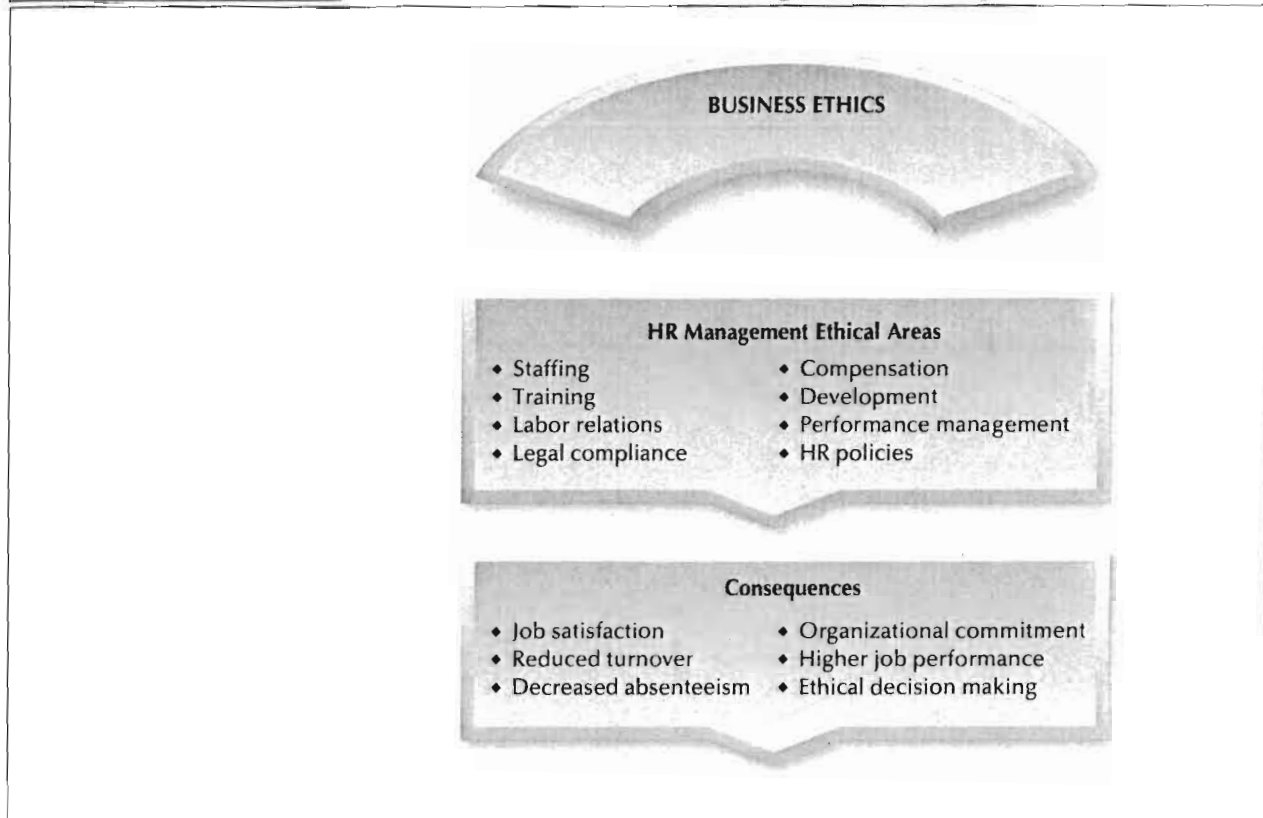 BUSINESS ETHICS
HR Management Ethical Areas
◆ Staffing
◆ Training
◆ Labor relations
◆ Legal compliance
◆ Compensation
◆ Development
◆ Performance management
◆ HR policies
Consequences
◆ Job satisfaction
◆ Reduced turnover
◆ Decreased absenteeism
◆ Organizational commitment
◆ Higher job performance
◆ Ethical decision making